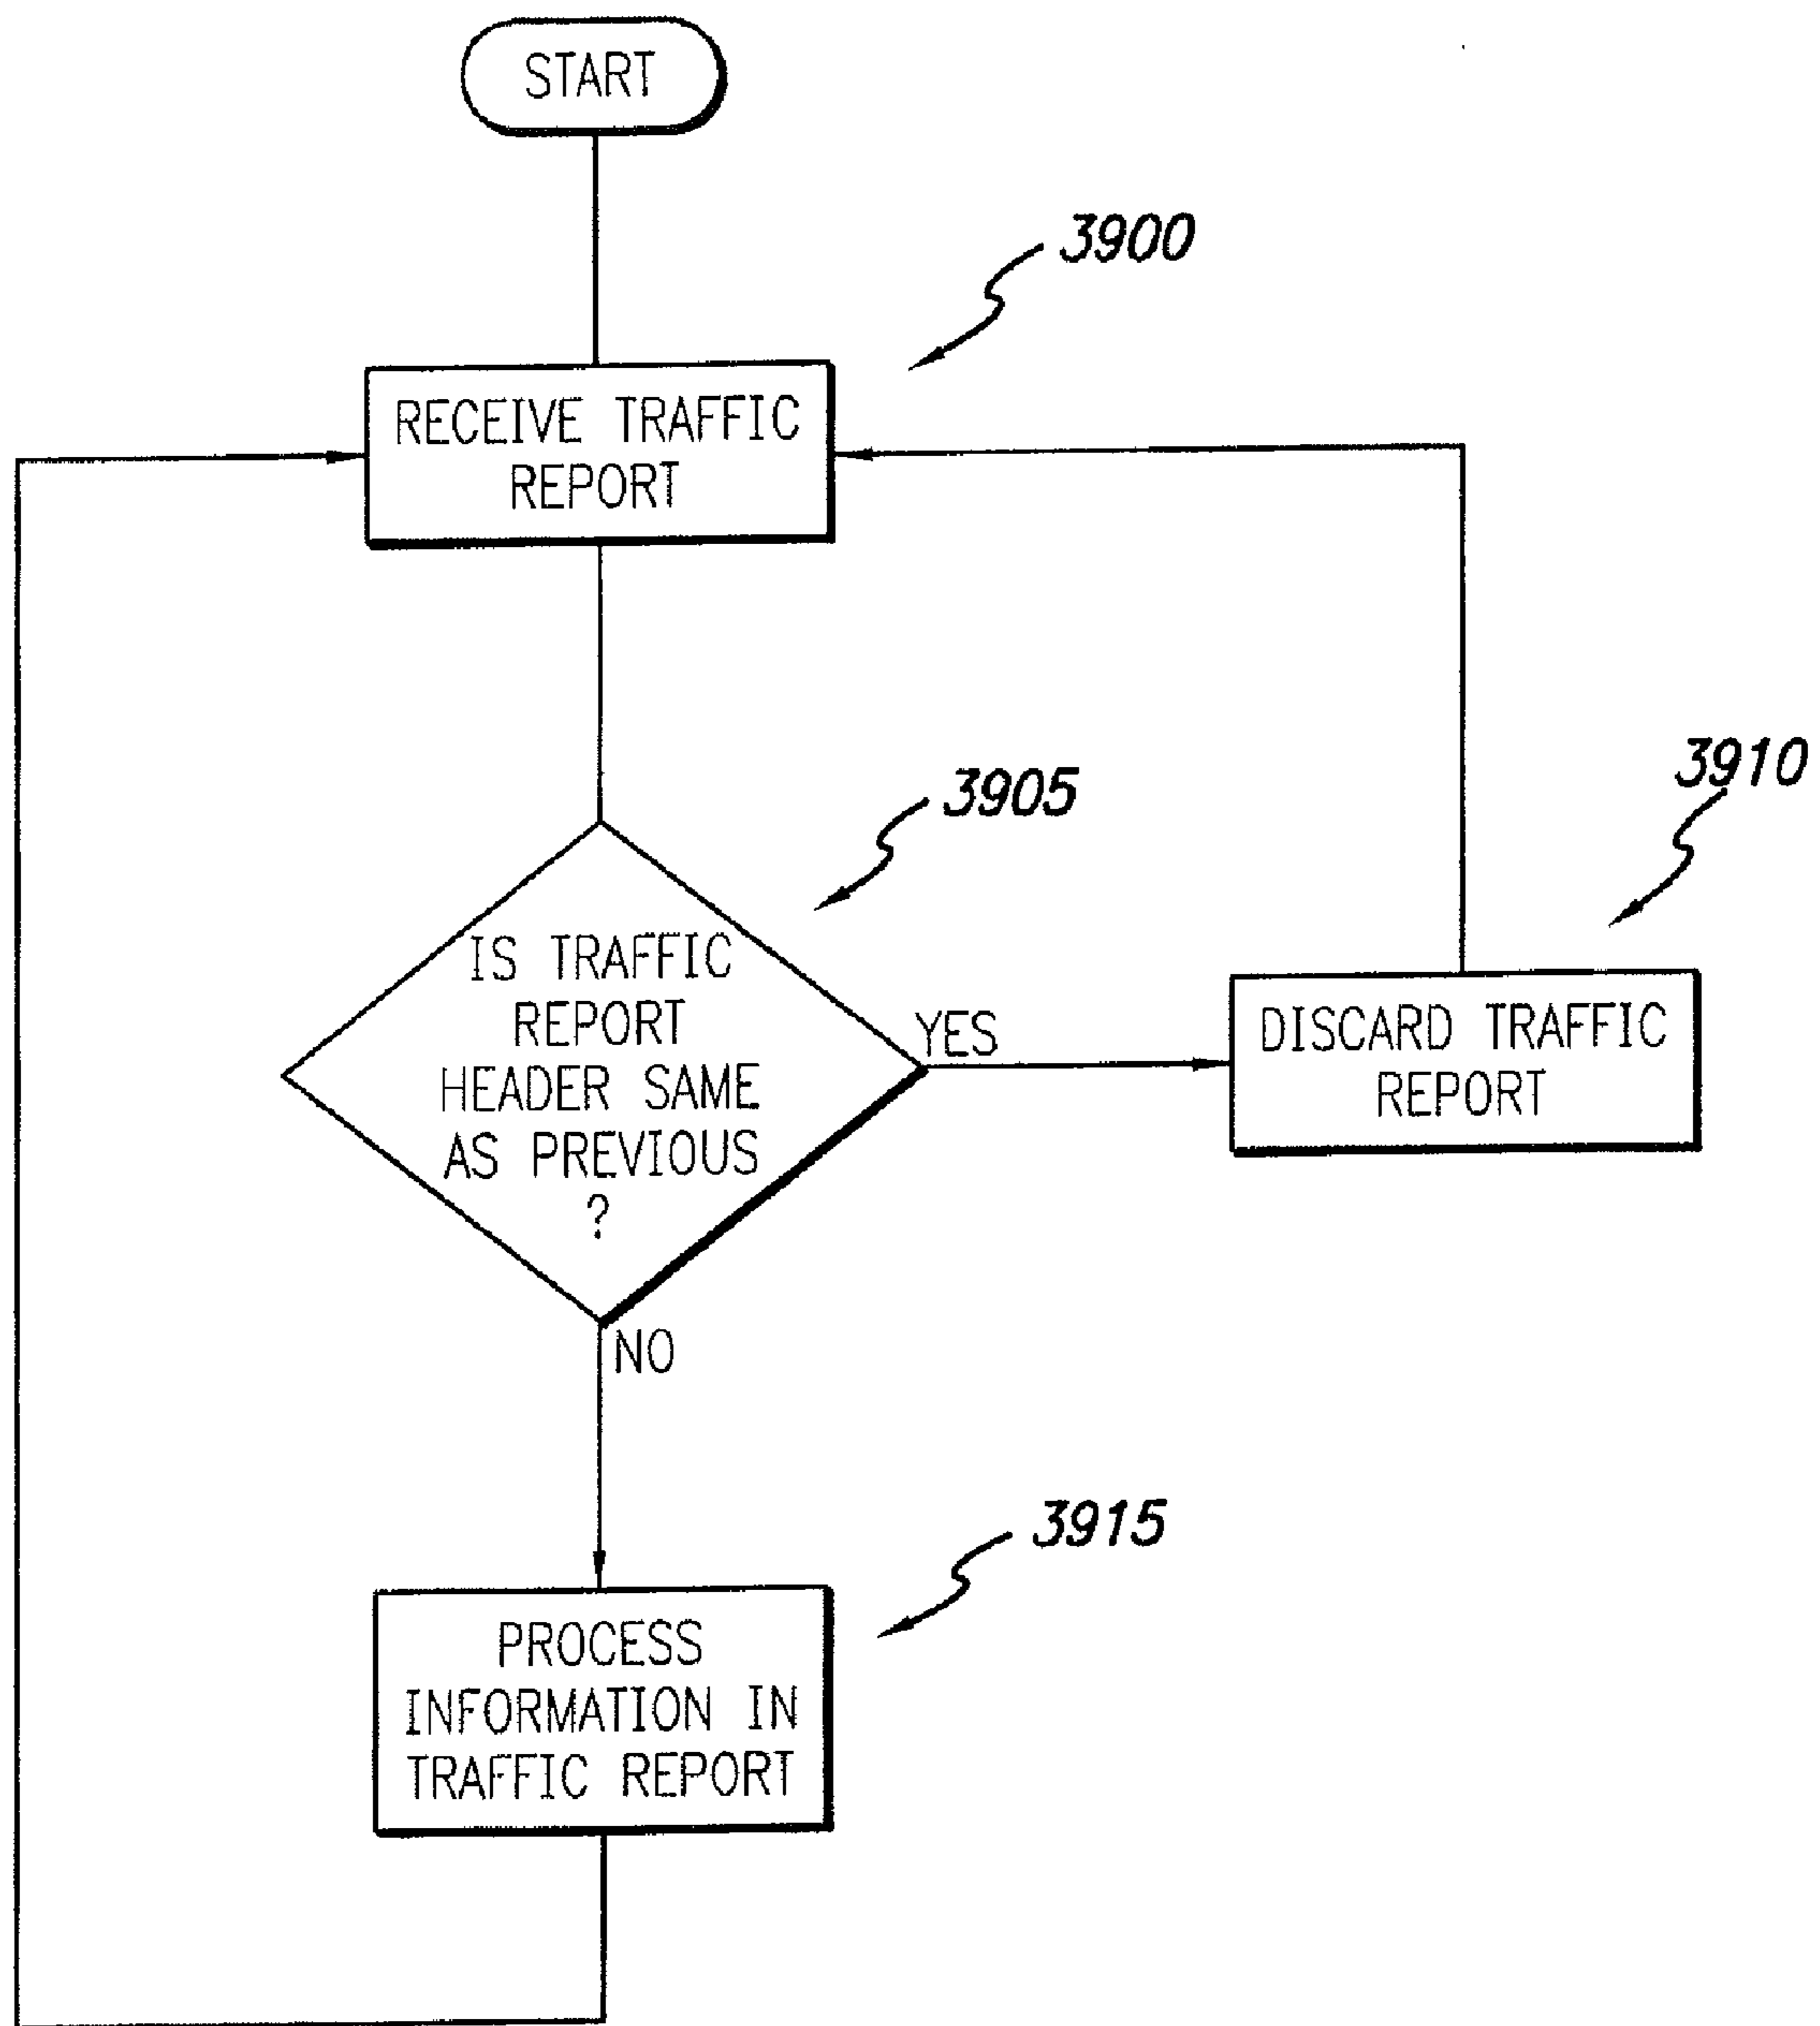 START
3900
RECEIVE TRAFFIC
REPORT
3905
3910
IS TRAFFIC
REPORT
HEADER SAME
AS PREVIOUS
?
YES
DISCARD TRAFFIC
REPORT
NO
3915
PROCESS
INFORMATION IN
TRAFFIC REPORT